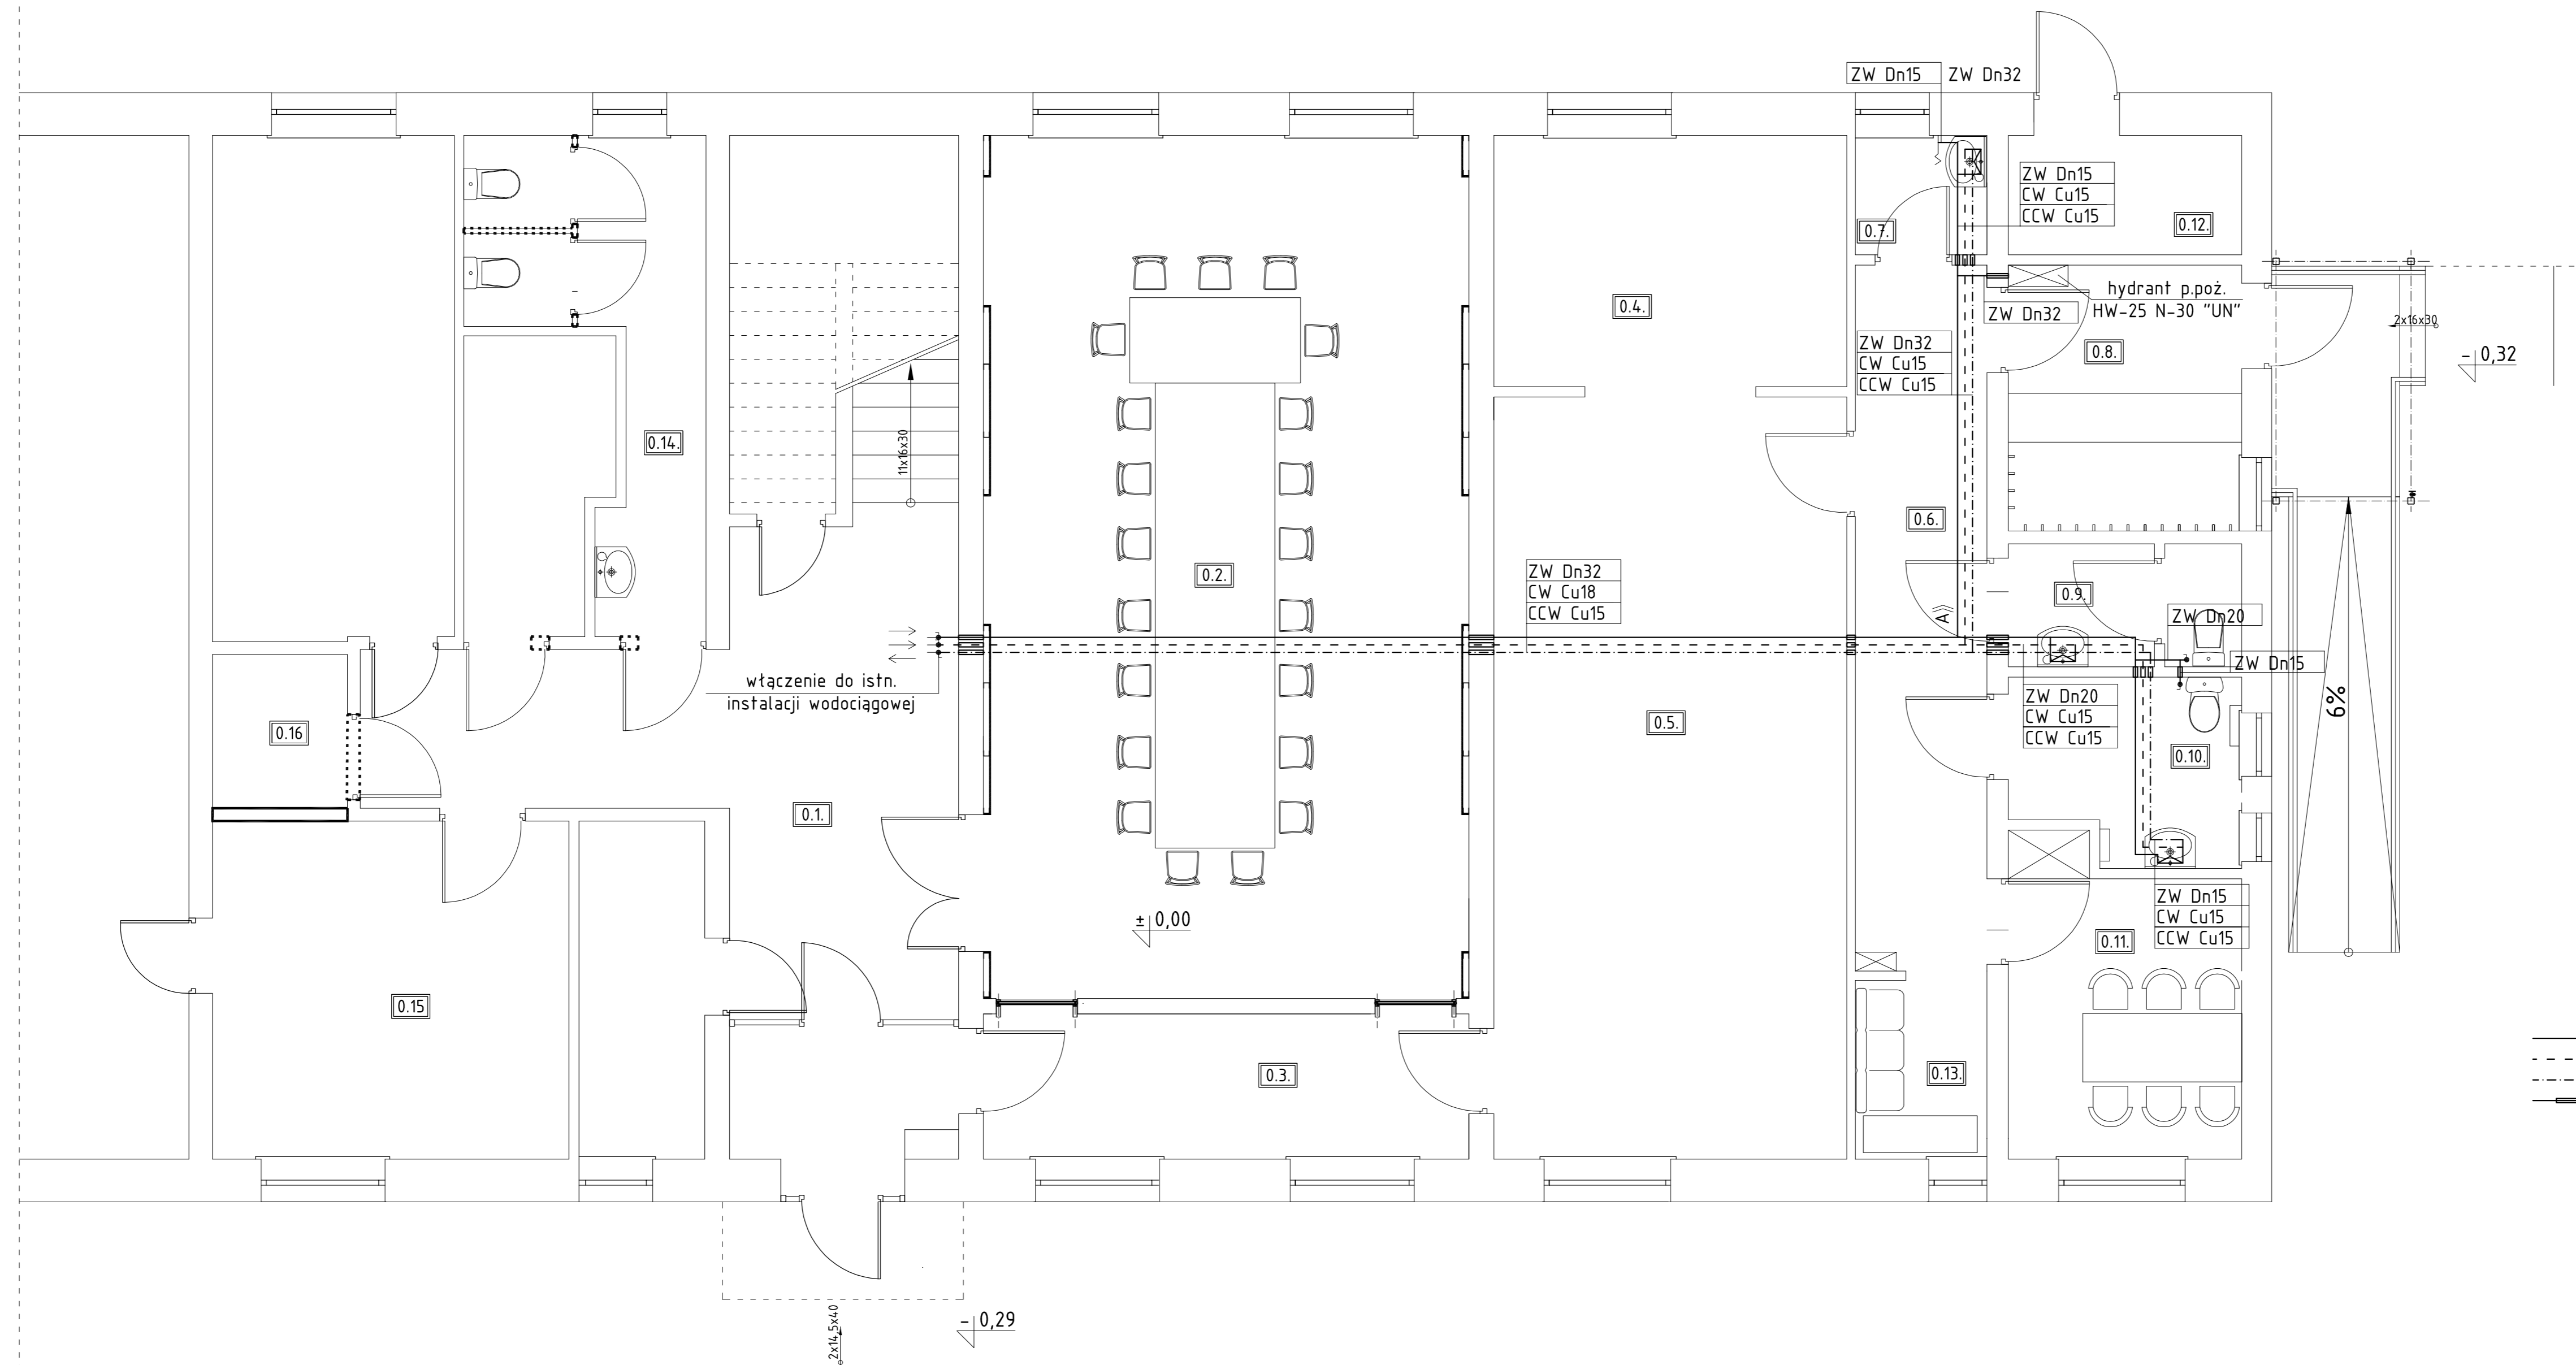 ZW Dn15
ZW Dn32
ZW Dn15
CW Cu15
CCW Cu15
0.7.
0.12.
hydrant p.poż.
HW-25 N-30 "UN"
ZW Dn32
0.4.
2x16x30
ZW Dn32
CW Cu15
CCW Cu15
0.8.
- 0,32
0.14.
11x16x30
0.6.
0.2.
ZW Dn32
CW Cu18
CCW Cu15
0.9.
A
ZW Dn20
ZW Dn15
włączenie do istn.
instalacji wodociągowej
ZW Dn20
CW Cu15
CCW Cu15
6%
0.16
0.5.
0.10.
0.1.
ZW Dn15
CW Cu15
CCW Cu15
± 0,00
0.11.
0.15
0.3.
0.13.
2x14,5x40
- 0,29